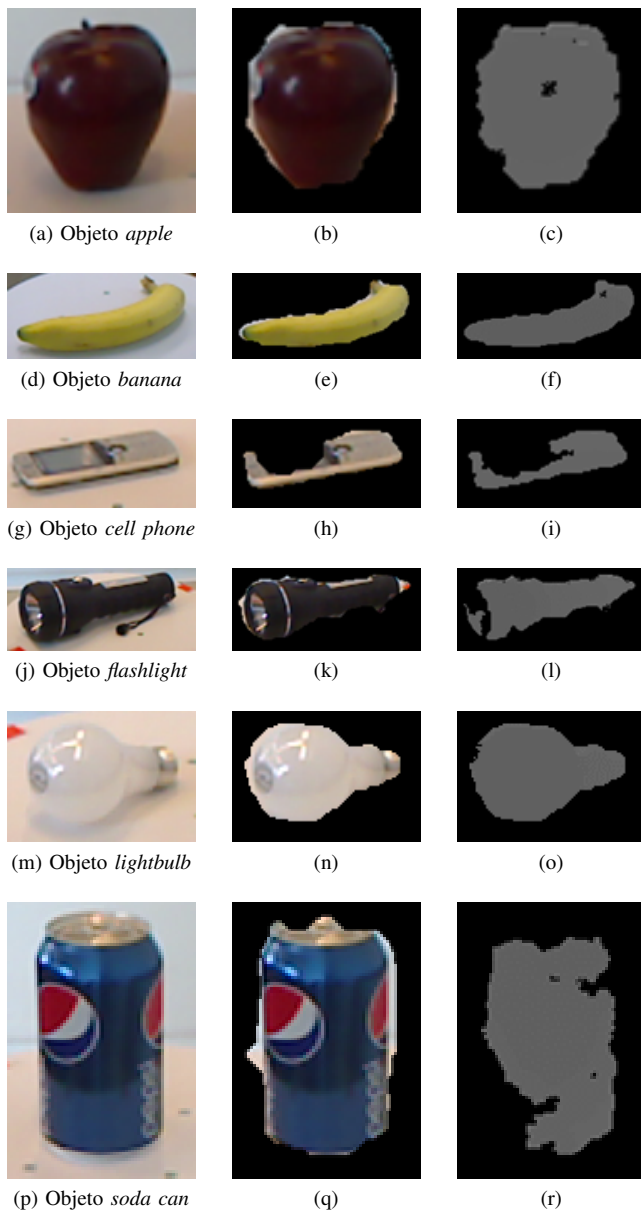 (a) Objeto apple
(b)
(c)
(d) Objeto banana
(e)
(f)
(g) Objeto cell phone
(h)
(i)
(j) Objeto flashlight
(k)
(l)
(m) Objeto lightbulb
(n)
(o)
(p) Objeto soda can
(q)
(r)